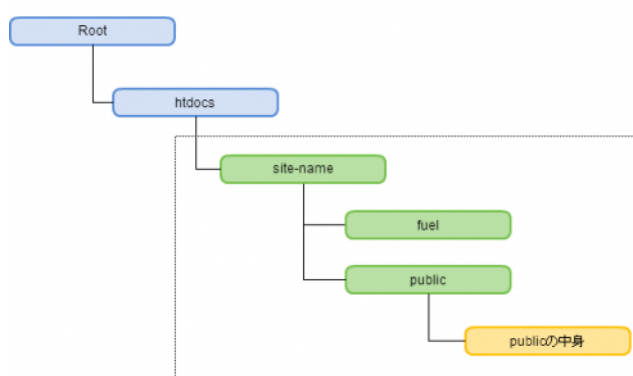 Root
htdocs
site-name
fuel
public
publicの中身